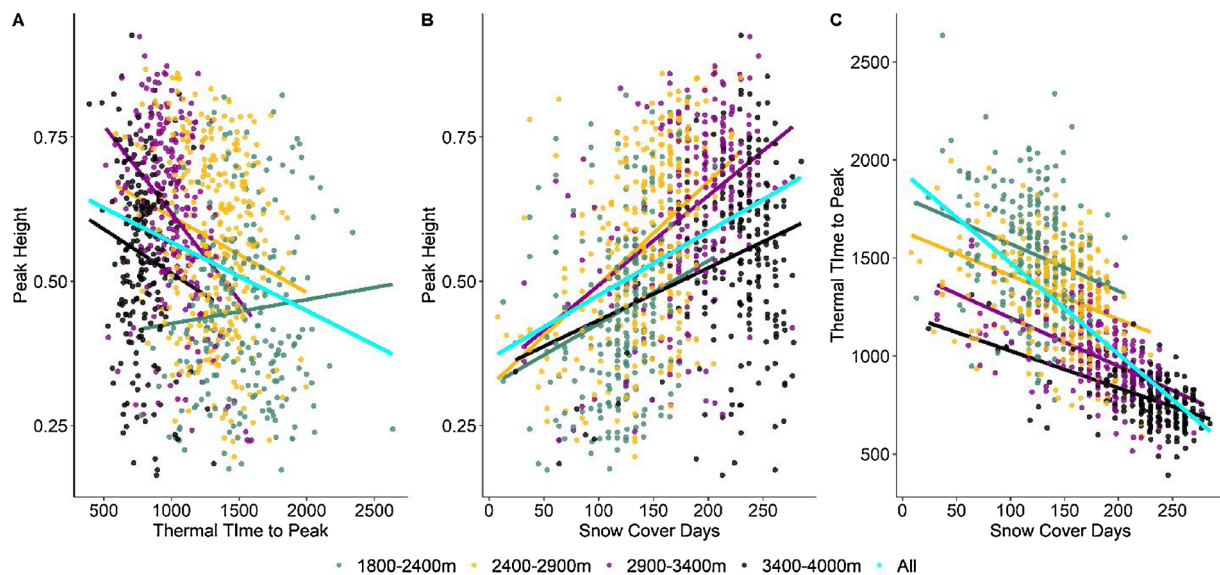 A
0.75
0.50
0.25
Peak Height
500 1000 1500 2000 2500
Thermal TIme to Peak
B
0.75
0.50
0.25
Peak Height
0 50 100 150 200 250
Snow Cover Days
C
2500
2000
1500
1000
500
Thermal TIme to Peak
0 50 100 150 200 250
Snow Cover Days
1800-2400m 2400-2900m 2900-3400m 3400-4000m All